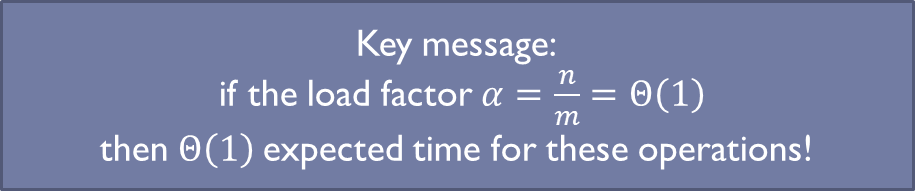 Key message:
if the load factor α = n/m = Θ(1)
then Θ(1) expected time for these operations!